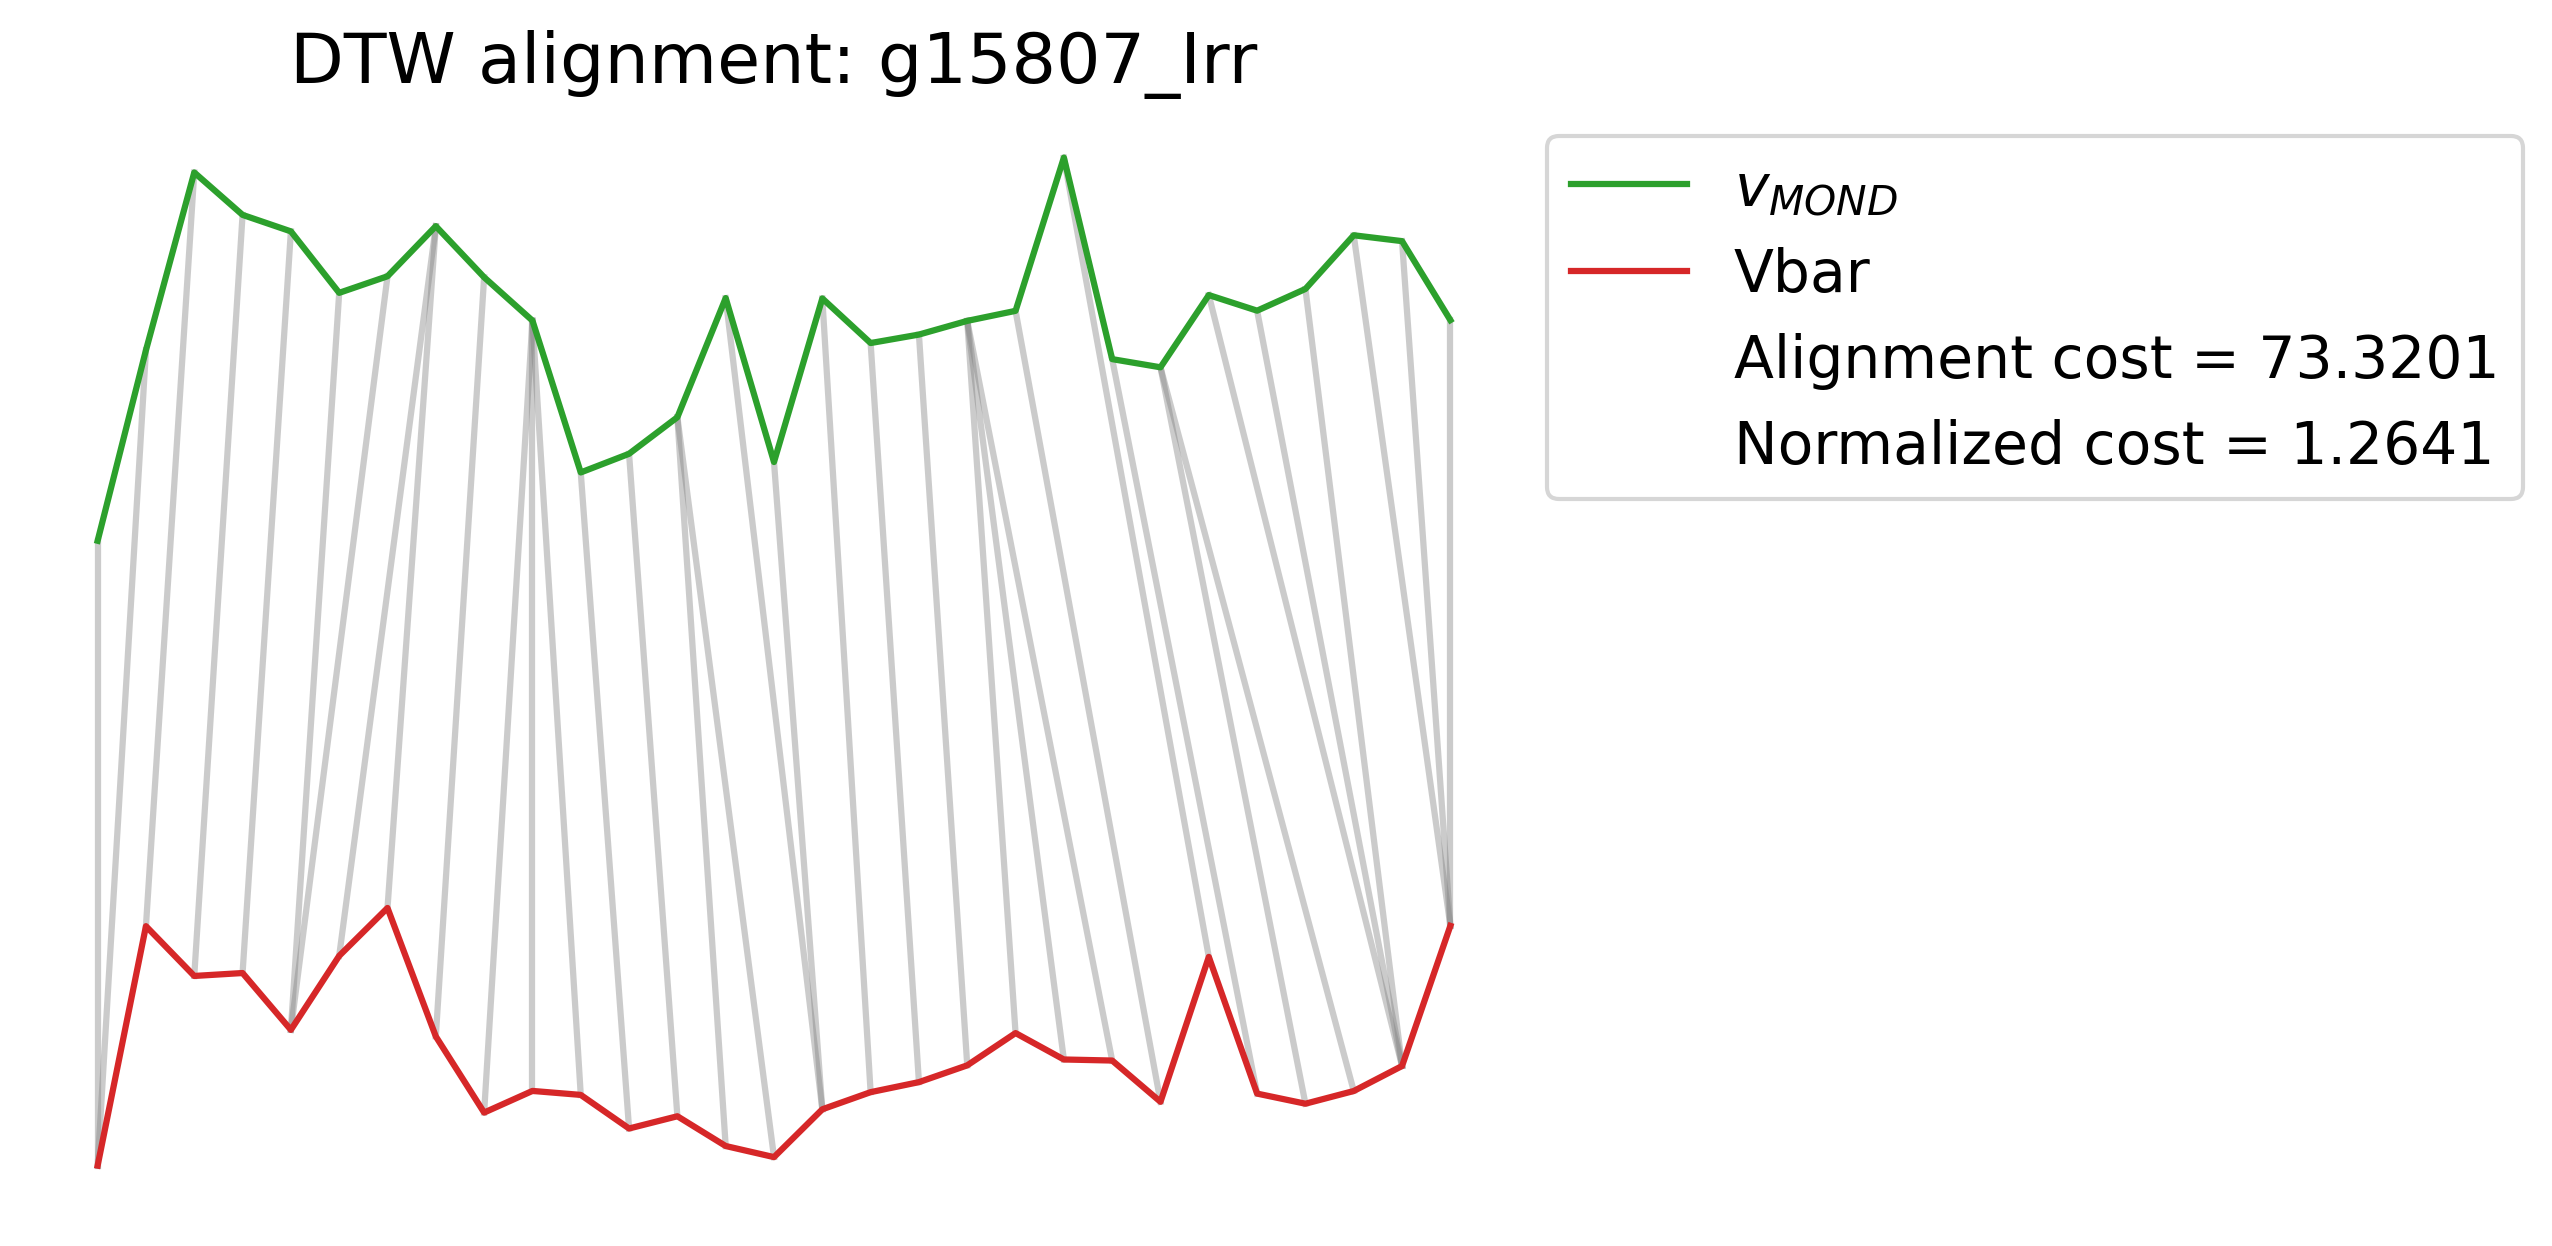 DTW alignment: g15807_Irr
v_MOND
Vbar
Alignment cost = 73.3201
Normalized cost = 1.2641